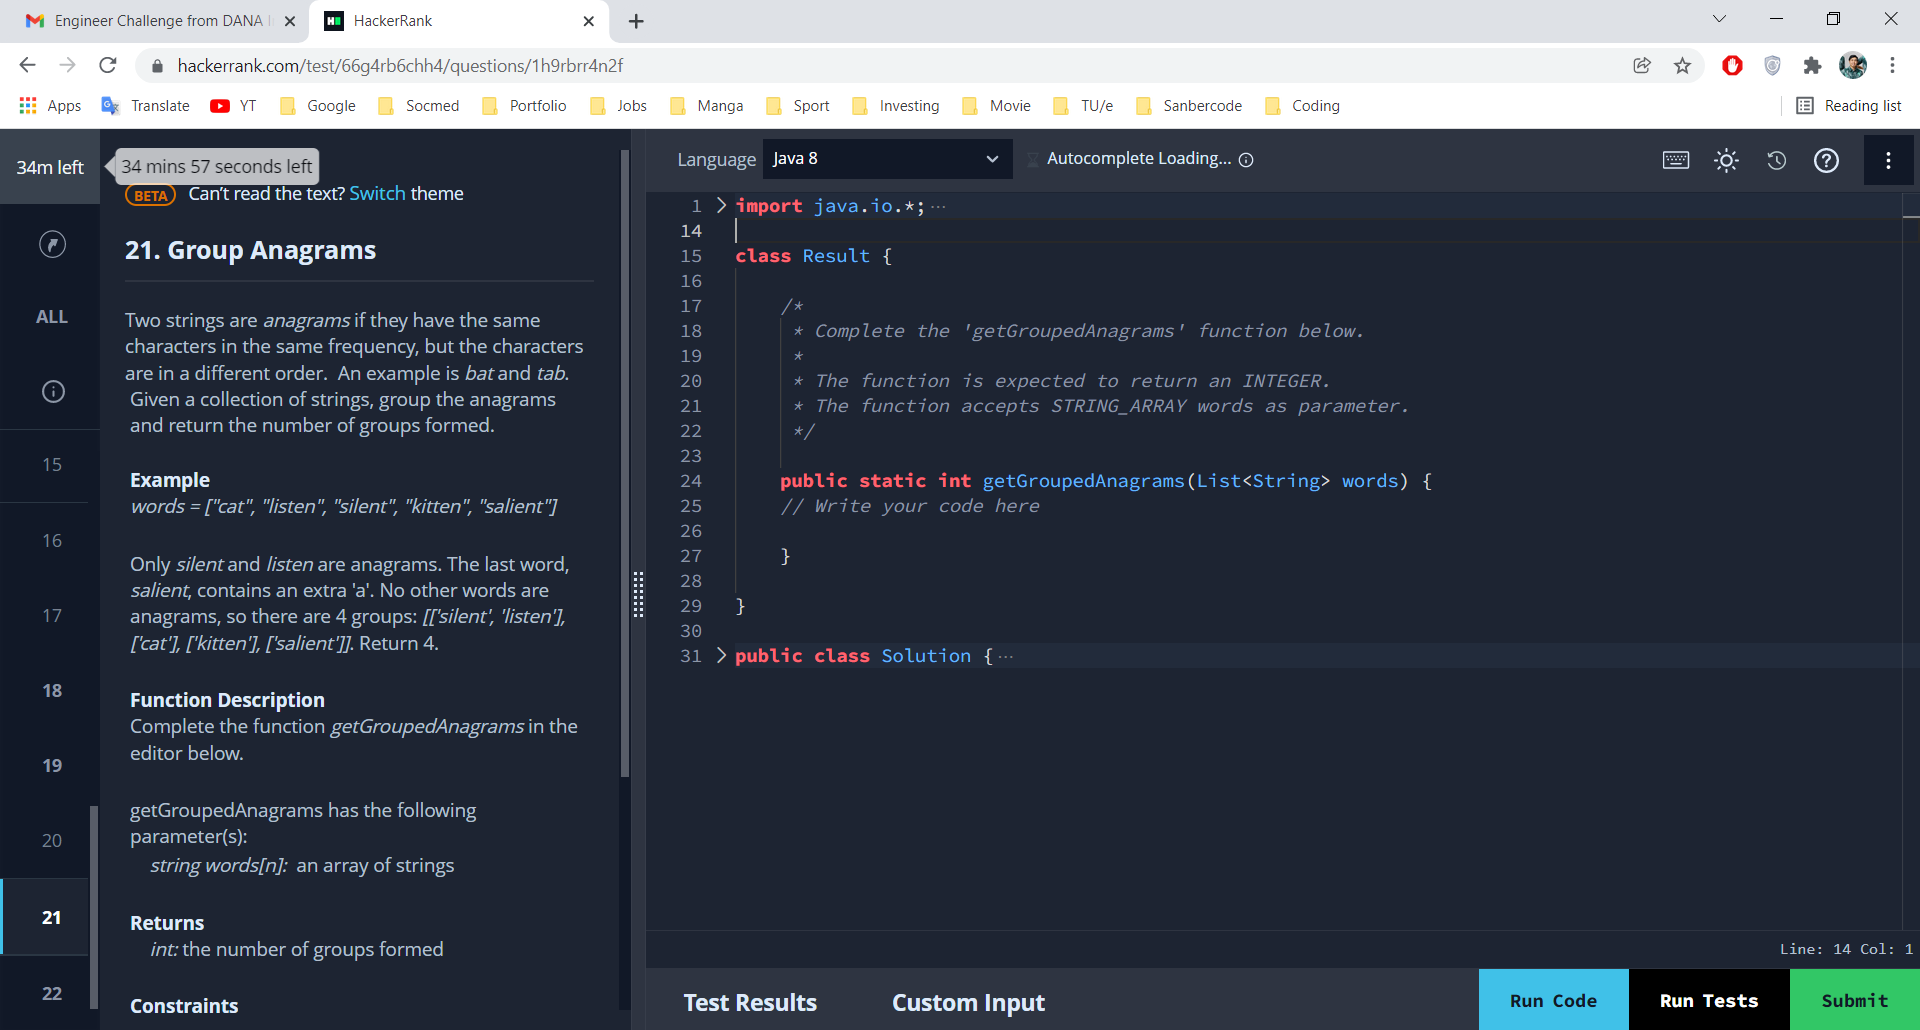 Engineer Challenge from DANA I
HackerRank
hackerrank.com/test/66g4rb6chh4/questions/1h9rbrr4n2f
Apps Translate YT Google Socmed Portfolio Jobs Manga Sport Investing Movie TU/e Sanbercode Coding Reading list
34m left
34 mins 57 seconds left
BETA Can't read the text? Switch theme
ALL
15
16
17
18
19
20
21
22
21. Group Anagrams
Two strings are anagrams if they have the same
characters in the same frequency, but the characters
are in a different order. An example is bat and tab.
Given a collection of strings, group the anagrams
and return the number of groups formed.
Example
words = ["cat", "listen", "silent", "kitten", "salient"]
Only silent and listen are anagrams. The last word,
salient, contains an extra 'a'. No other words are
anagrams, so there are 4 groups: [['silent', 'listen'],
['cat'], ['kitten'], ['salient']]. Return 4.
Function Description
Complete the function getGroupedAnagrams in the
editor below.
getGroupedAnagrams has the following
parameter(s):
string words[n]: an array of strings
Returns
int: the number of groups formed
Constraints
Language Java 8 Autocomplete Loading...
1 import java.io.*; ...
14
15 class Result {
16
17 /*
18 * Complete the 'getGroupedAnagrams' function below.
19 *
20 * The function is expected to return an INTEGER.
21 * The function accepts STRING_ARRAY words as parameter.
22 */
23
24 public static int getGroupedAnagrams(List<String> words) {
25 // Write your code here
26
27 }
28
29 }
30
31 public class Solution { ...
Line: 14 Col: 1
Test Results Custom Input Run Code Run Tests Submit